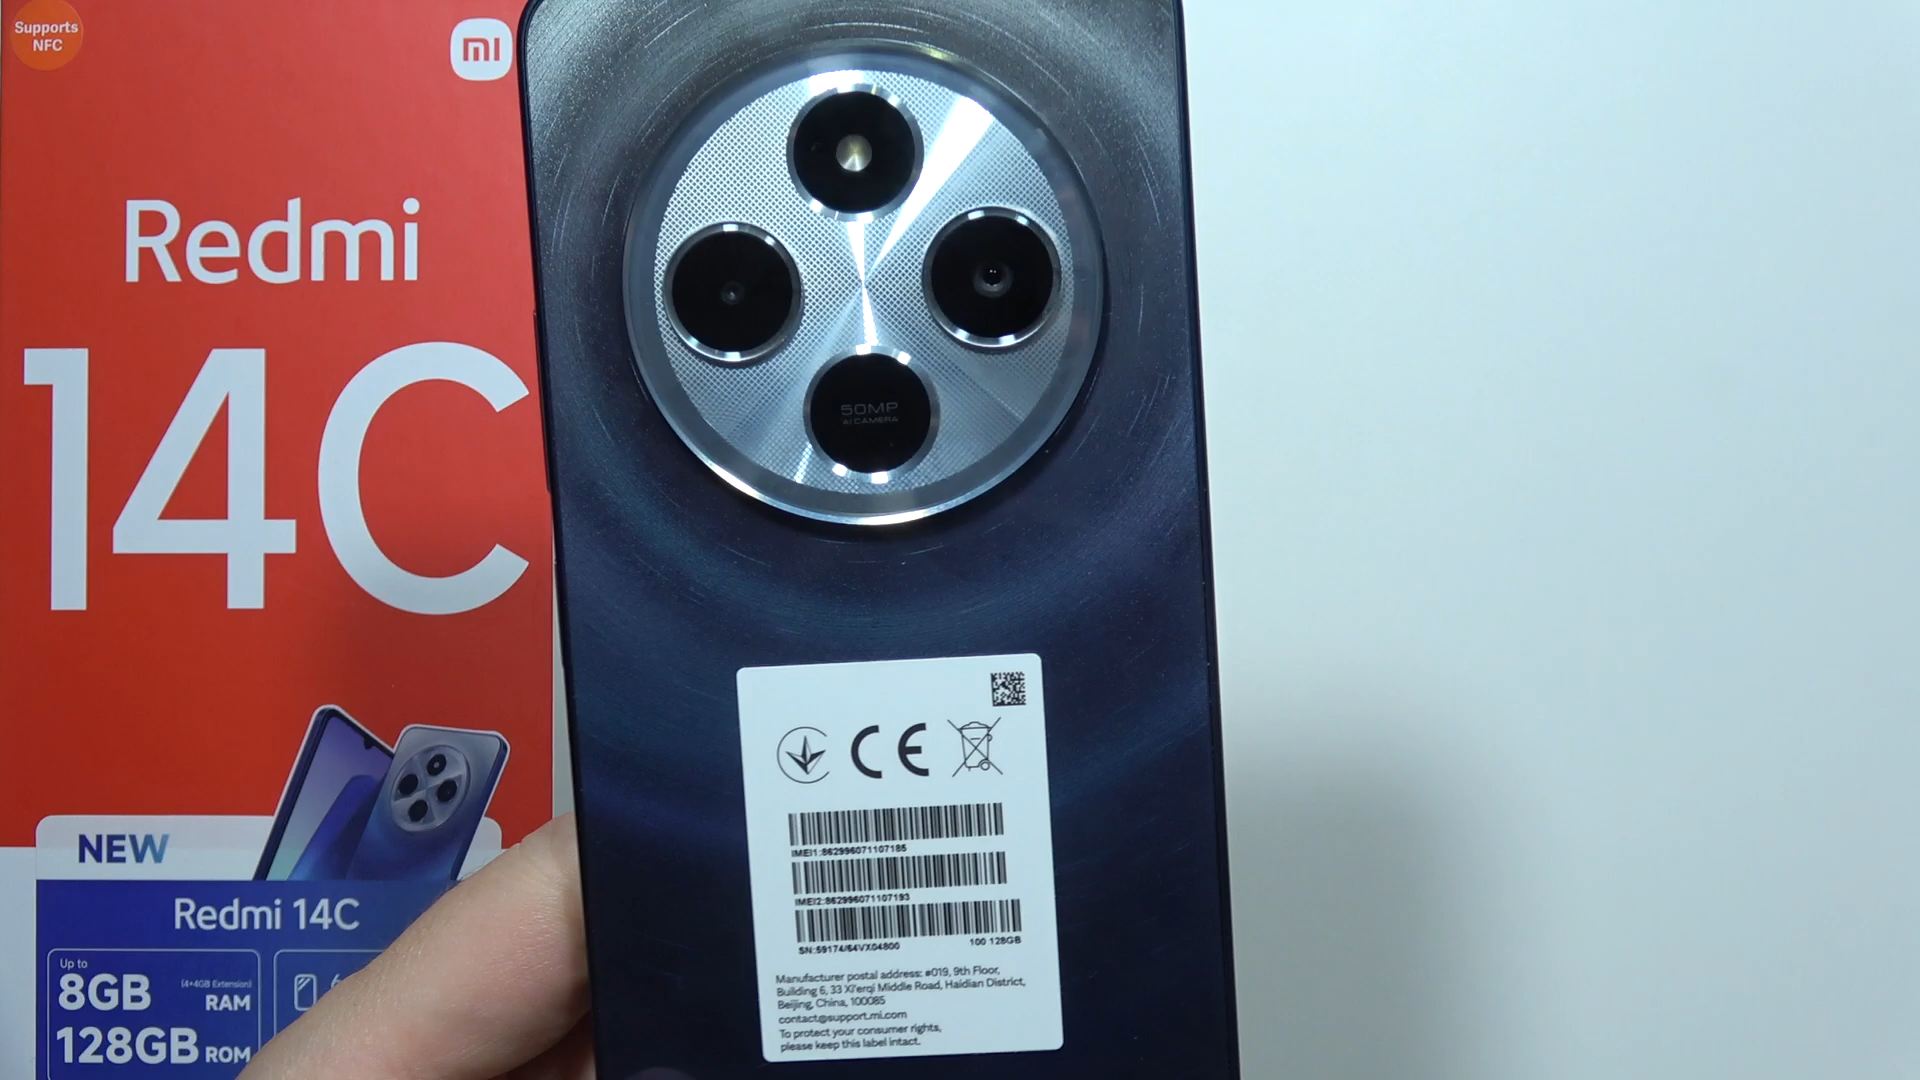 Supports
NFC
Redmi
14C
NEW
Redmi 14C
Up to
8GB (4+4GB Extension) RAM
128GB ROM
50MP
AI CAMERA
CE
IMEI1:862996071107185
IMEI2:862996071107193
SN:59174/64VX04800 100 128GB
Manufacturer postal address: #019, 9th Floor,
Building 6, 33 Xi'erqi Middle Road, Haidian District,
Beijing, China, 100085
contact@support.mi.com
To protect your consumer rights,
please keep this label intact.